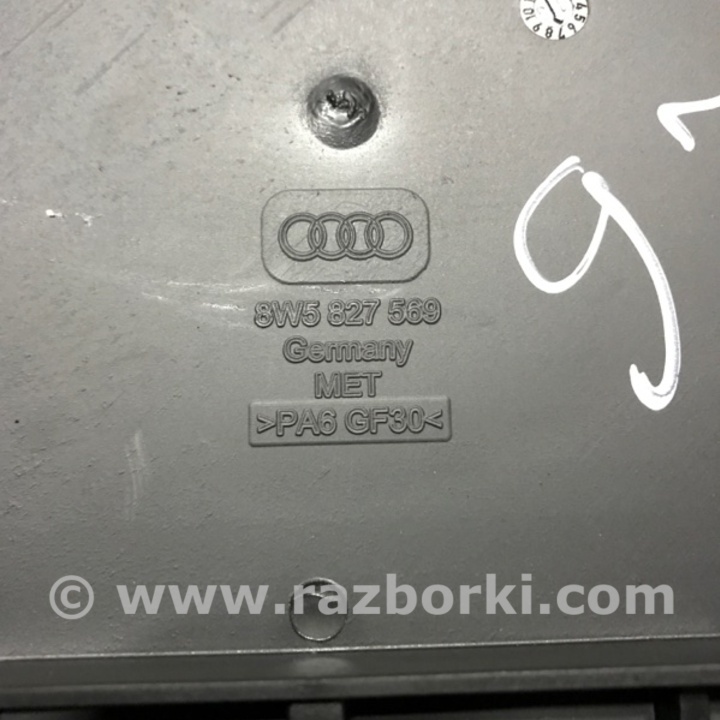 8W5 827 569
Germany
MET
>PA6 GF30<
© www.razborki.com